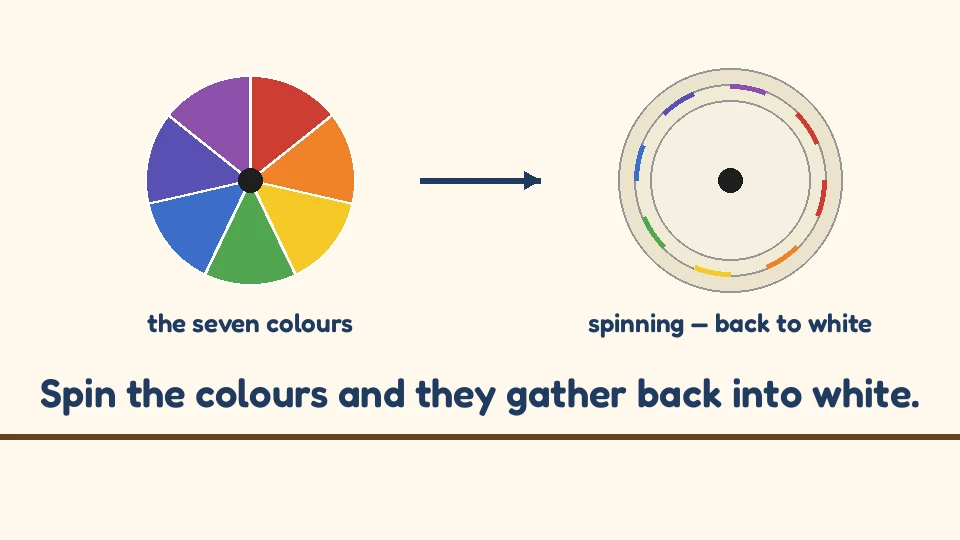 the seven colours
spinning — back to white
Spin the colours and they gather back into white.